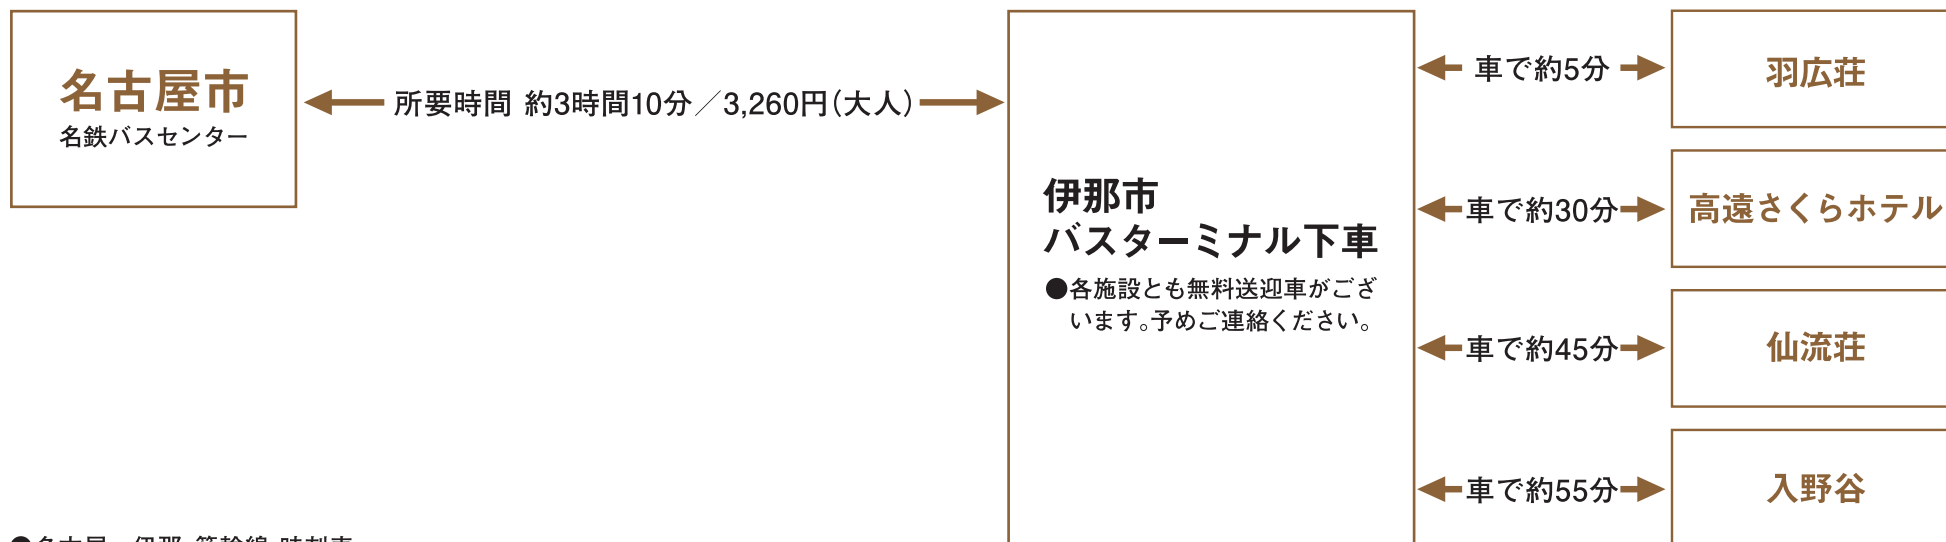 名古屋市
名鉄バスセンター
所要時間 約3時間10分／3,260円(大人)
伊那市
バスターミナル下車
●各施設とも無料送迎車がござ
います。予めご連絡ください。
車で約5分
羽広荘
車で約30分
高遠さくらホテル
車で約45分
仙流荘
車で約55分
入野谷